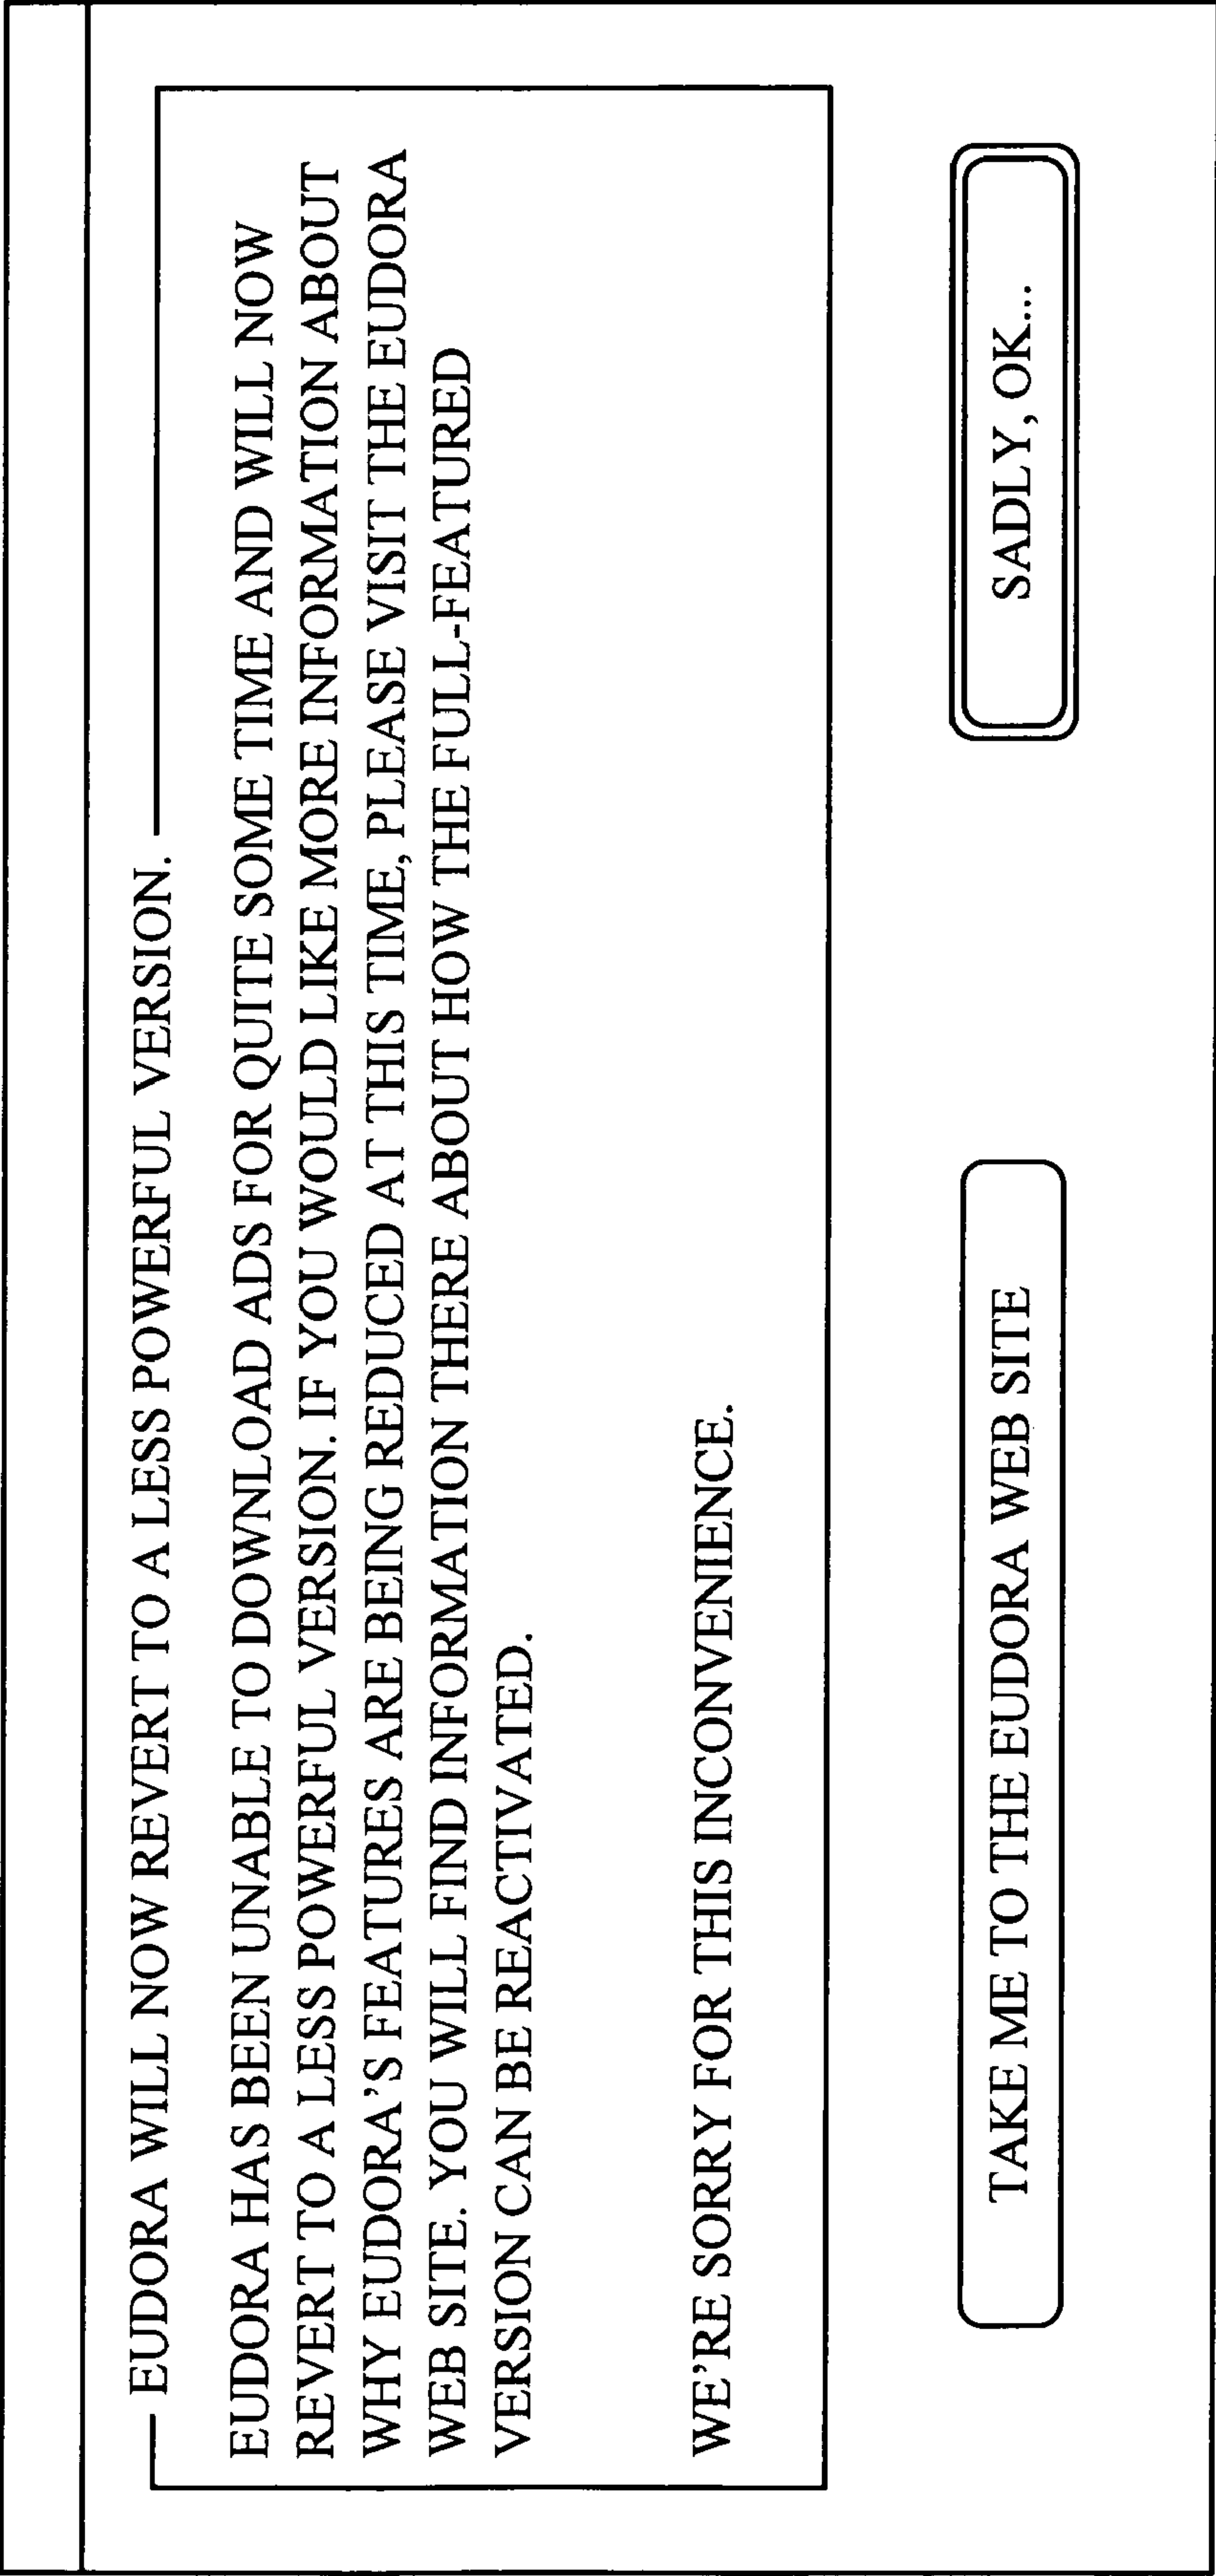 EUDORA WILL NOW REVERT TO A LESS POWERFUL VERSION.
EUDORA HAS BEEN UNABLE TO DOWNLOAD ADS FOR QUITE SOME TIME AND WILL NOW
REVERT TO A LESS POWERFUL VERSION. IF YOU WOULD LIKE MORE INFORMATION ABOUT
WHY EUDORA'S FEATURES ARE BEING REDUCED AT THIS TIME, PLEASE VISIT THE EUDORA
WEB SITE. YOU WILL FIND INFORMATION THERE ABOUT HOW THE FULL-FEATURED
VERSION CAN BE REACTIVATED.
WE'RE SORRY FOR THIS INCONVENIENCE.
TAKE ME TO THE EUDORA WEB SITE
SADLY, OK...